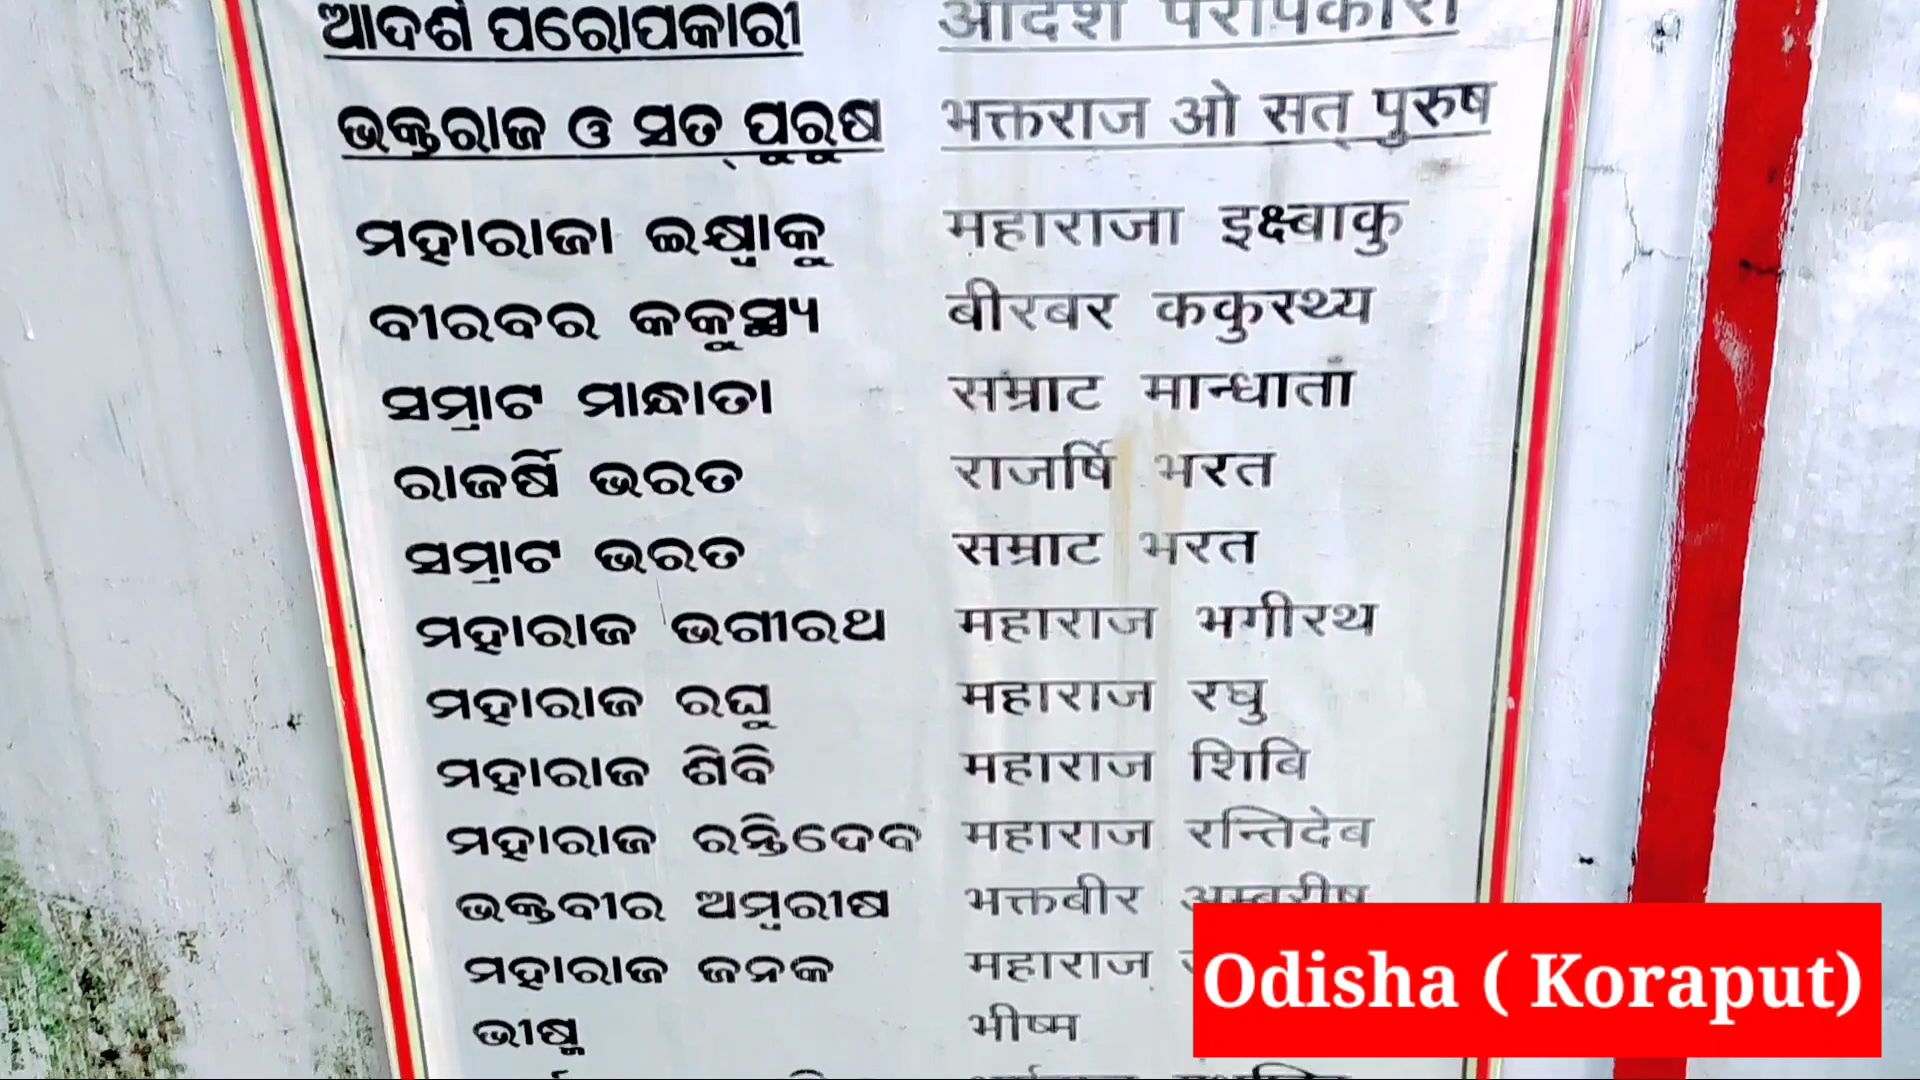 ଆଦର୍ଶ ପରୋପକାରୀ आदर्श परोपकारी
ଭକ୍ତରାଜ ଓ ସତ୍ ପୁରୁଷ भक्तराज ओ सत् पुरुष
ମହାରାଜା ଇକ୍ଷ୍ଵାକୁ महाराजा इक्ष्बाकु
ବୀରବର କକୁସ୍ଥ୍ୟ बीरबर ककुरथ्य
ସମ୍ରାଟ ମାନ୍ଧାତା सम्राट मान्धाता
ରାଜର୍ଷି ଭରତ राजर्षि भरत
ସମ୍ରାଟ ଭରତ सम्राट भरत
ମହାରାଜ ଭଗୀରଥ महाराज भगीरथ
ମହାରାଜ ରଘୁ महाराज रघु
ମହାରାଜ ଶିବି महाराज शिबि
ମହାରାଜ ରନ୍ତିଦେବ महाराज रन्तिदेब
ଭକ୍ତବୀର ଅମ୍ବରୀଷ भक्तबीर अम्बरीष
ମହାରାଜ ଜନକ महाराज
ଭୀଷ୍ମ भीष्म
Odisha ( Koraput)